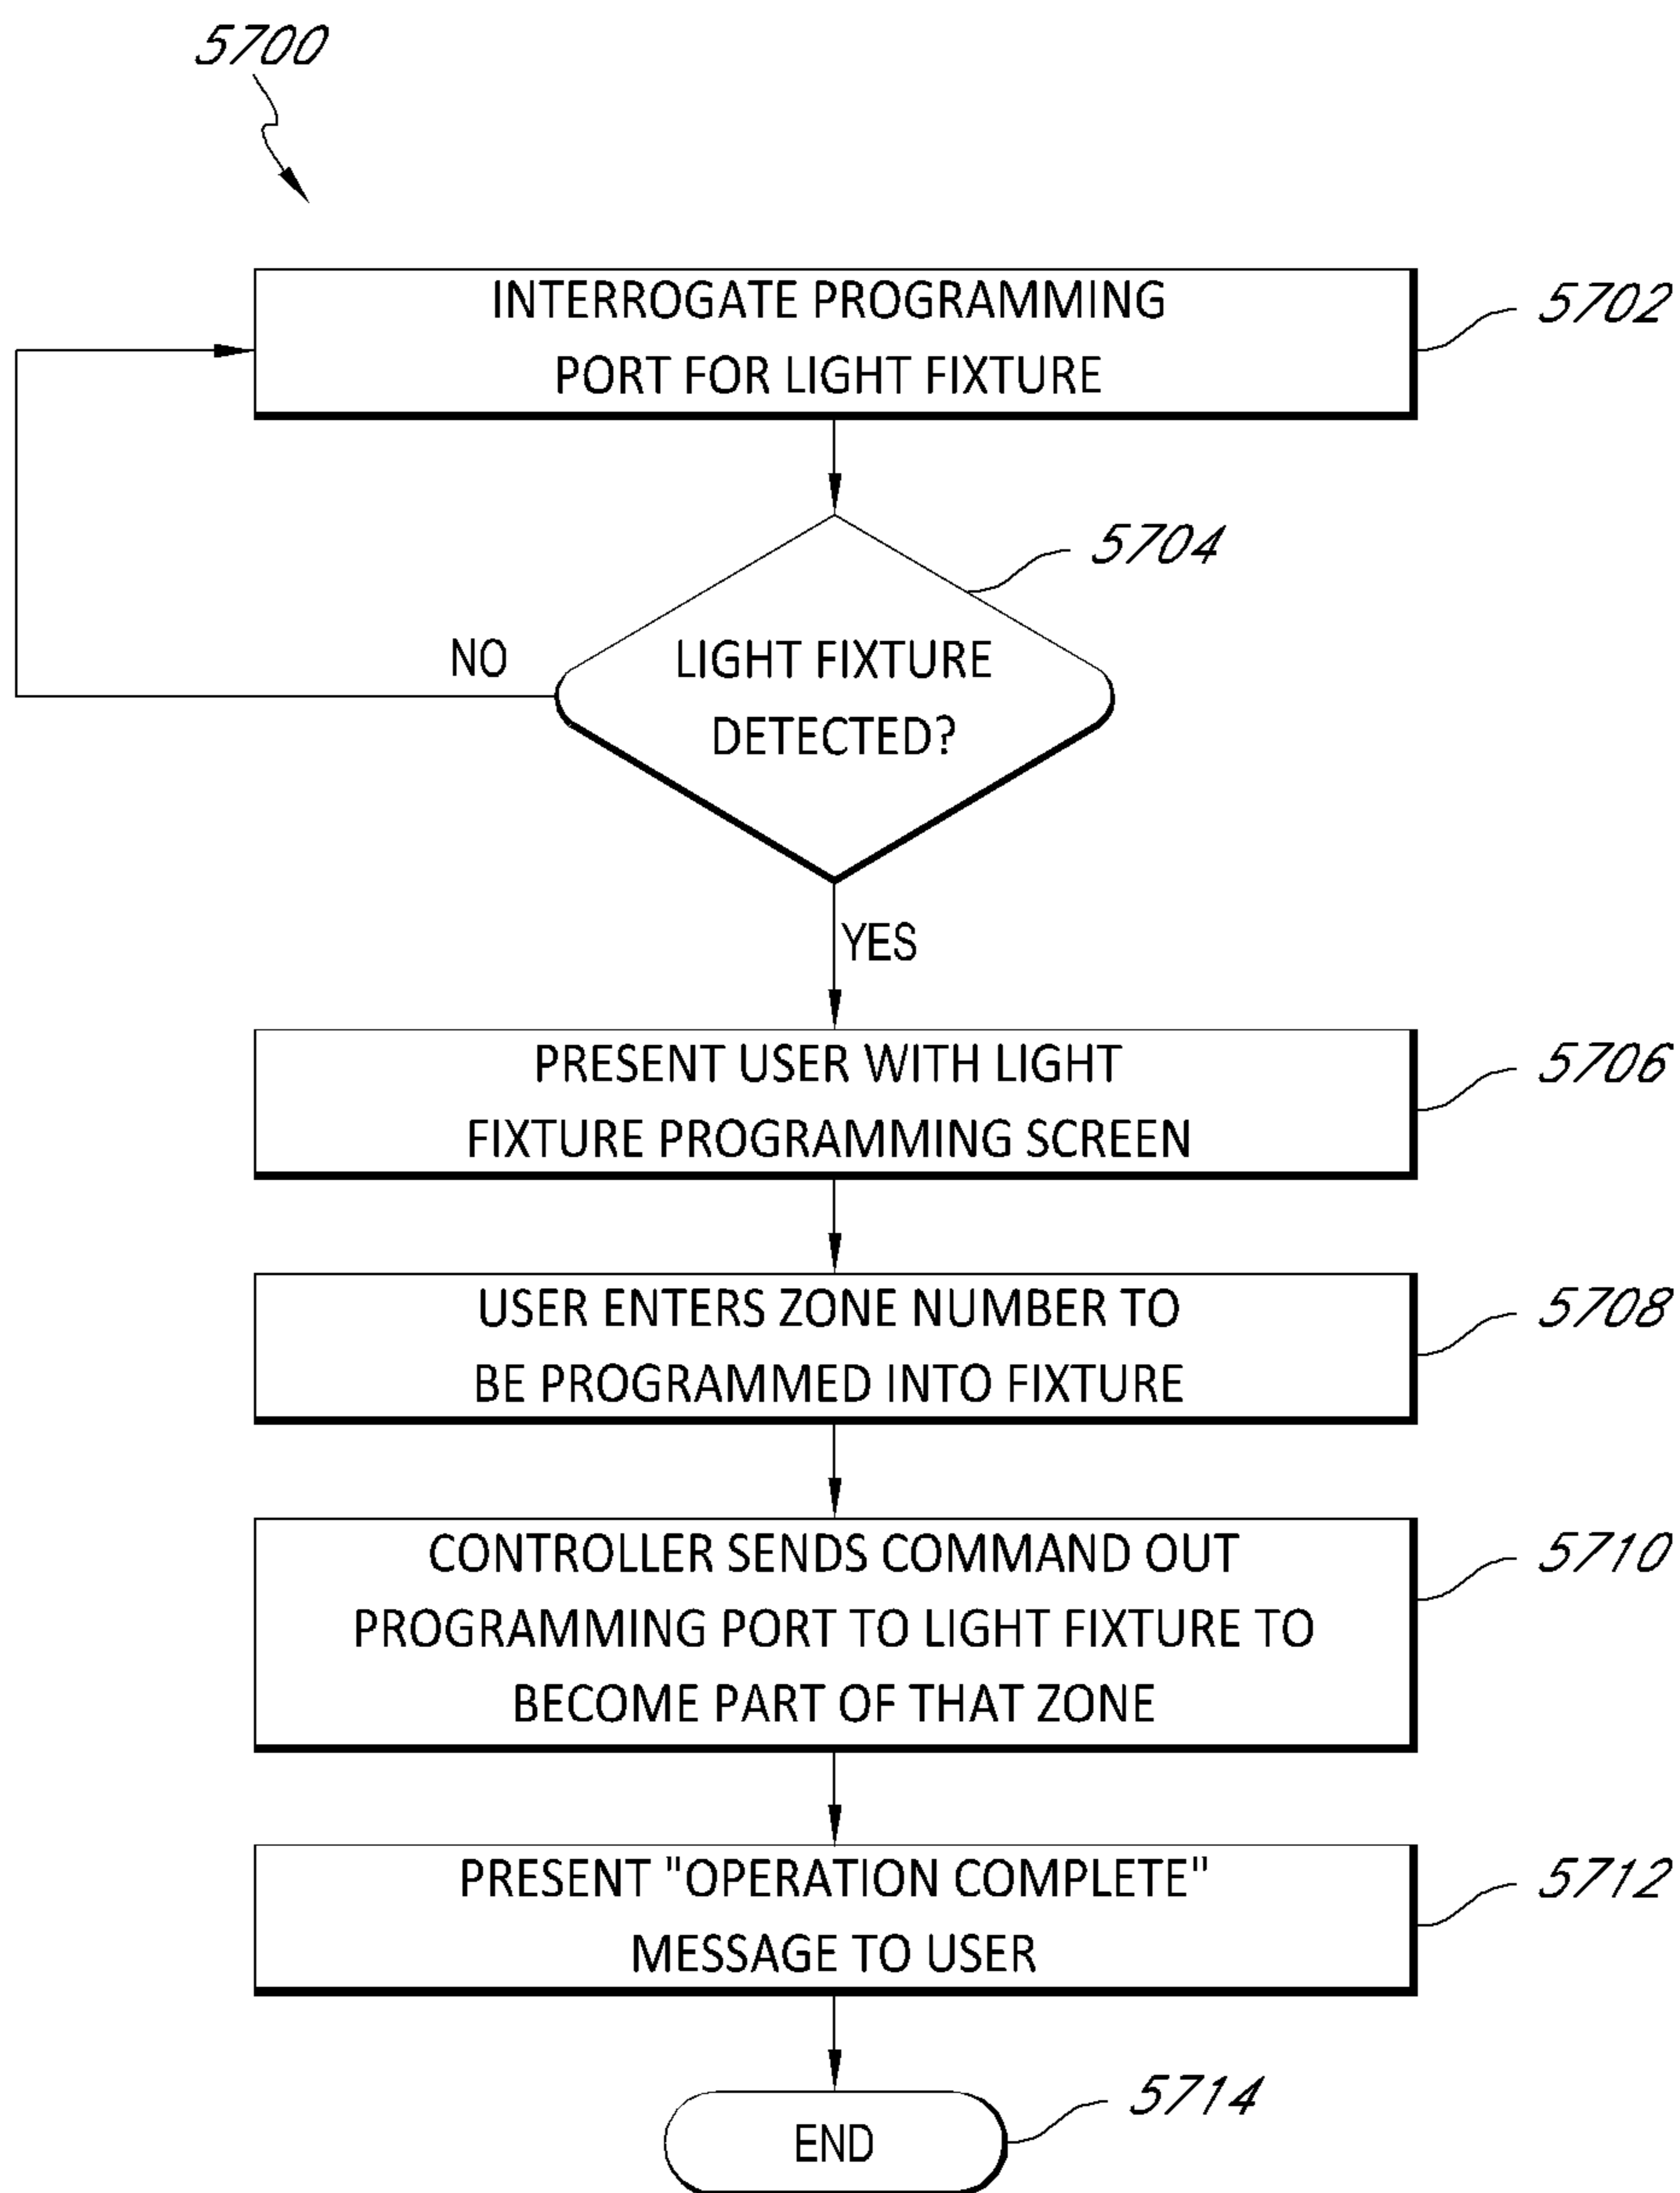 5700
INTERROGATE PROGRAMMING
PORT FOR LIGHT FIXTURE
5702
5704
NO
LIGHT FIXTURE
DETECTED?
YES
PRESENT USER WITH LIGHT
FIXTURE PROGRAMMING SCREEN
5706
USER ENTERS ZONE NUMBER TO
BE PROGRAMMED INTO FIXTURE
5708
CONTROLLER SENDS COMMAND OUT
PROGRAMMING PORT TO LIGHT FIXTURE TO
BECOME PART OF THAT ZONE
5710
PRESENT "OPERATION COMPLETE"
MESSAGE TO USER
5712
END
5714